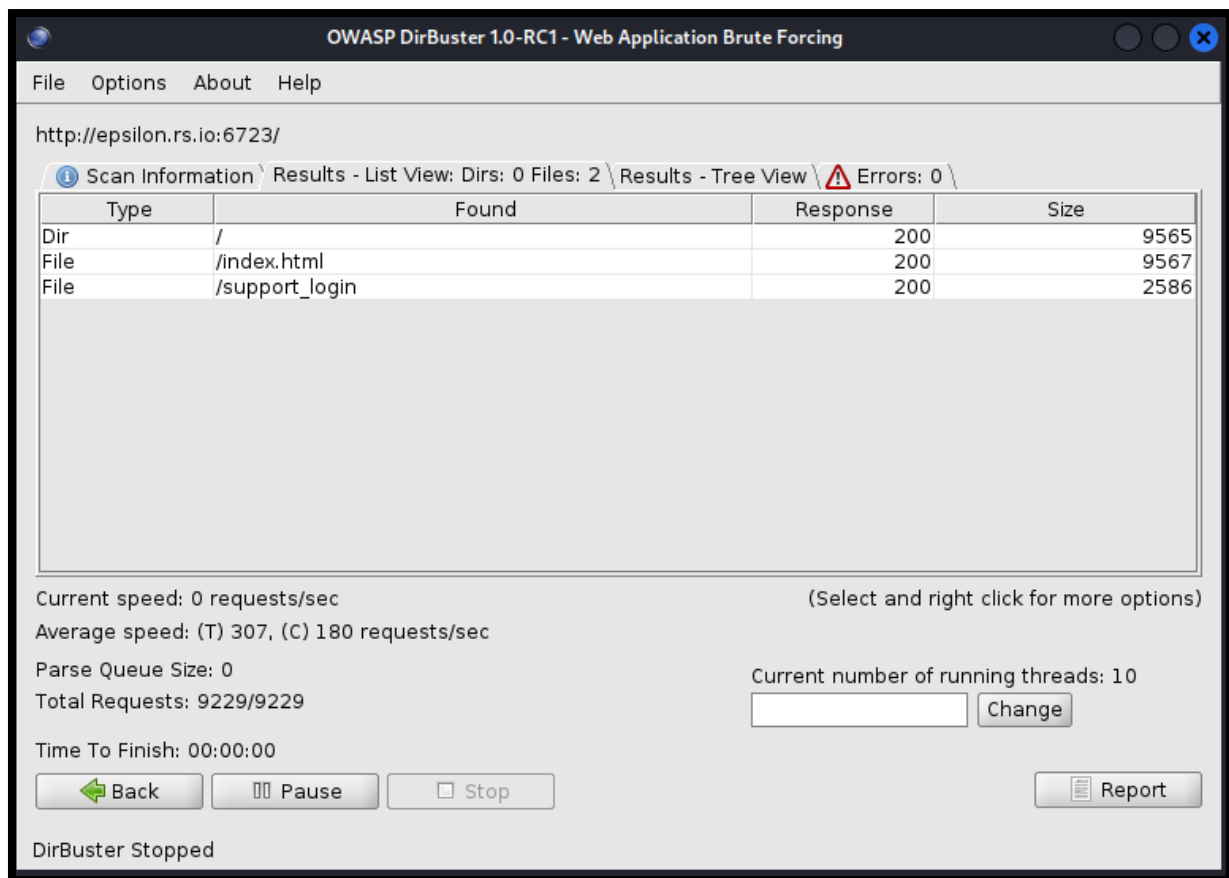 OWASP DirBuster 1.0-RC1 - Web Application Brute Forcing
File Options About Help
http://epsilon.rs.io:6723/
Scan Information Results - List View: Dirs: 0 Files: 2 Results - Tree View Errors: 0
Type Found Response Size
Dir / 200 9565
File /index.html 200 9567
File /support_login 200 2586
Current speed: 0 requests/sec (Select and right click for more options)
Average speed: (T) 307, (C) 180 requests/sec
Parse Queue Size: 0
Current number of running threads: 10
Total Requests: 9229/9229
Change
Time To Finish: 00:00:00
Back Pause Stop Report
DirBuster Stopped